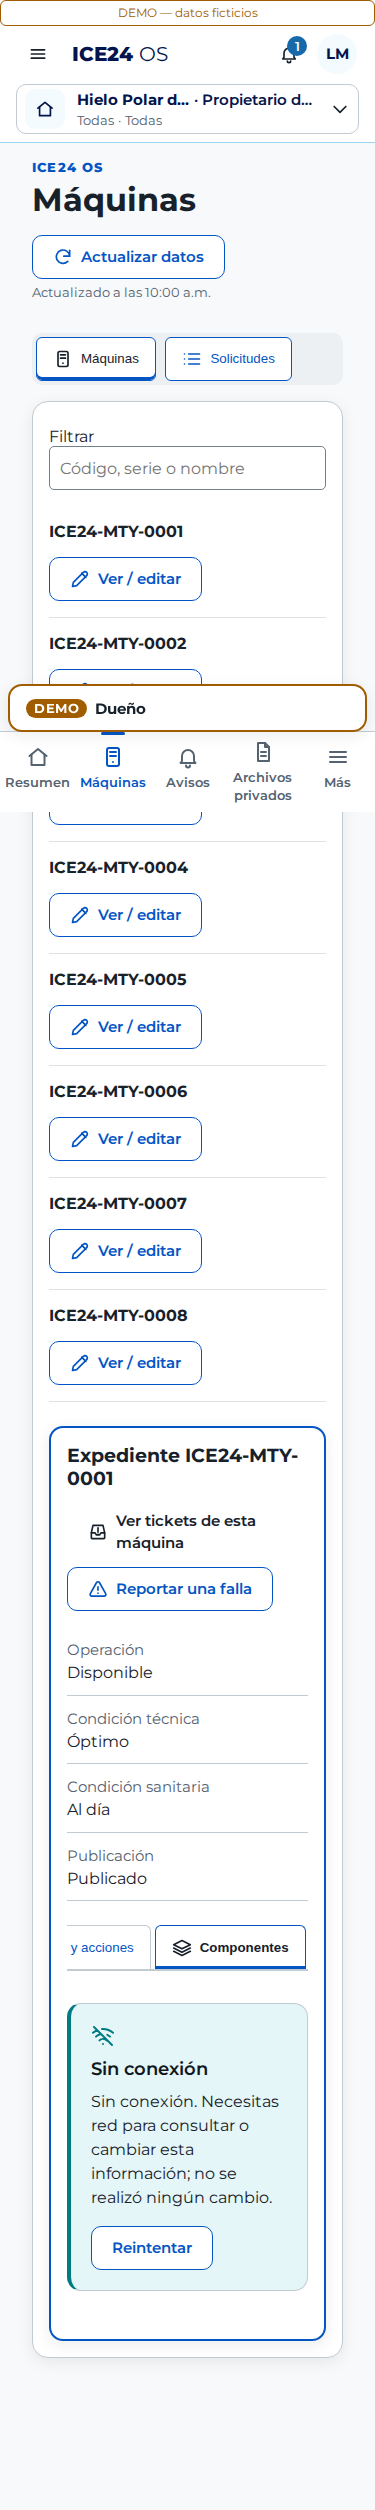 DEMO — datos ficticios
ICE24 OS
1
LM
Hielo Polar d... · Propietario d...
Todas · Todas
ICE24 OS
Máquinas
Actualizar datos
Actualizado a las 10:00 a.m.
Máquinas
Solicitudes
Filtrar
Código, serie o nombre
ICE24-MTY-0001
Ver / editar
ICE24-MTY-0002
DEMO Dueño
Resumen
Máquinas
Avisos
Archivos privados
Más
ICE24-MTY-0004
Ver / editar
ICE24-MTY-0005
Ver / editar
ICE24-MTY-0006
Ver / editar
ICE24-MTY-0007
Ver / editar
ICE24-MTY-0008
Ver / editar
Expediente ICE24-MTY-
0001
Ver tickets de esta
máquina
Reportar una falla
Operación
Disponible
Condición técnica
Óptimo
Condición sanitaria
Al día
Publicación
Publicado
y acciones
Componentes
Sin conexión
Sin conexión. Necesitas
red para consultar o
cambiar esta
información; no se
realizó ningún cambio.
Reintentar